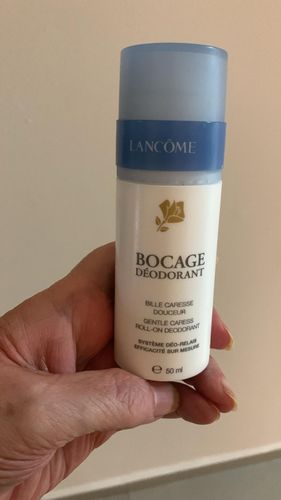 LANCÔME
BOCAGE
DÉODORANT
BILLE CARESSE
DOUCEUR
GENTLE CARESS
ROLL-ON DEODORANT
SYSTÈME DÉO-RELAIS
EFFICACITÉ SUR MESURE
℮ 50 ml